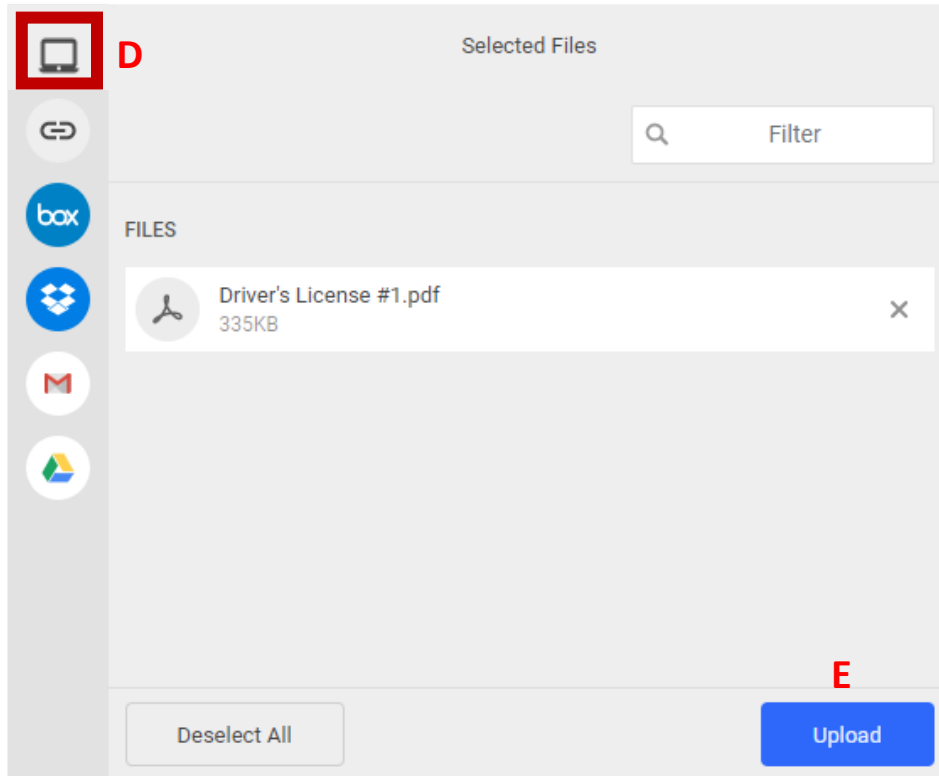 D
Selected Files
Filter
box
FILES
Driver's License #1.pdf
335KB
E
Deselect All
Upload